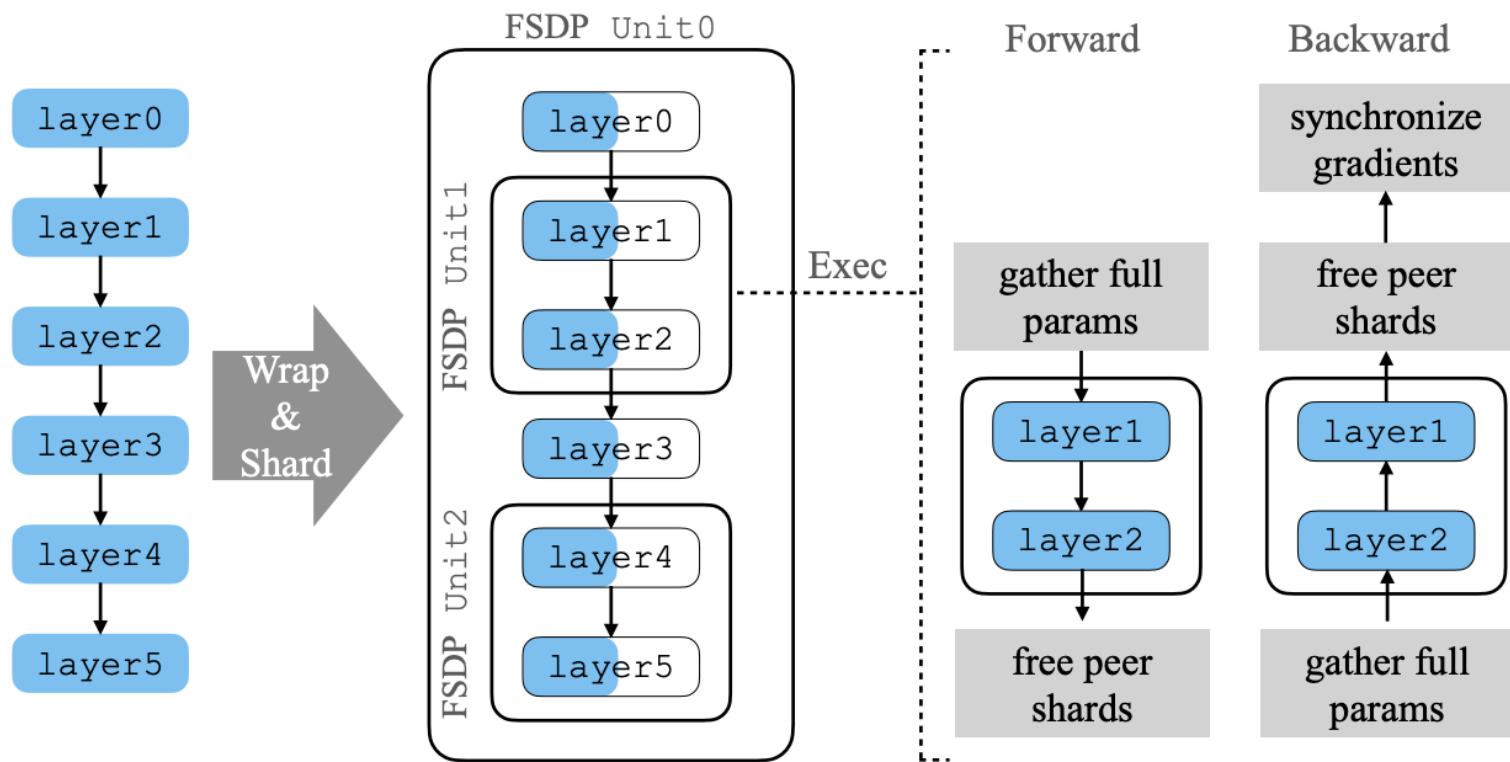 layer0
layer1
layer2
layer3
layer4
layer5
Wrap
&
Shard
FSDP Unit0
layer0
FSDP Unit1
layer1
layer2
layer3
FSDP Unit2
layer4
layer5
Exec
Forward
gather full
params
layer1
layer2
free peer
shards
Backward
synchronize
gradients
free peer
shards
layer1
layer2
gather full
params